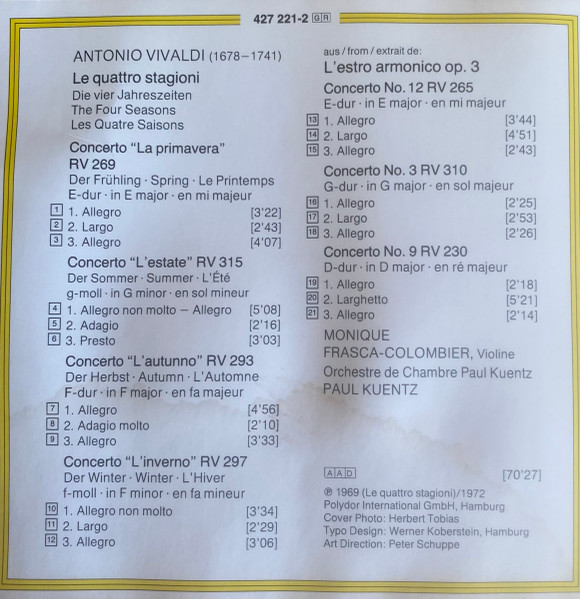 427 221-2 GR
ANTONIO VIVALDI (1678–1741)
Le quattro stagioni
Die vier Jahreszeiten
The Four Seasons
Les Quatre Saisons
Concerto “La primavera”
RV 269
Der Frühling · Spring · Le Printemps
E-dur · in E major · en mi majeur
1 1. Allegro [3'22]
2 2. Largo [2'43]
3 3. Allegro [4'07]
Concerto “L'estate” RV 315
Der Sommer · Summer · L'Été
g-moll · in G minor · en sol mineur
4 1. Allegro non molto – Allegro [5'08]
5 2. Adagio [2'16]
6 3. Presto [3'03]
Concerto “L'autunno” RV 293
Der Herbst · Autumn · L'Automne
F-dur · in F major · en fa majeur
7 1. Allegro [4'56]
8 2. Adagio molto [2'10]
9 3. Allegro [3'33]
Concerto “L'inverno” RV 297
Der Winter · Winter · L'Hiver
f-moll · in F minor · en fa mineur
10 1. Allegro non molto [3'34]
11 2. Largo [2'29]
12 3. Allegro [3'06]
aus / from / extrait de:
L'estro armonico op. 3
Concerto No. 12 RV 265
E-dur · in E major · en mi majeur
13 1. Allegro [3'44]
14 2. Largo [4'51]
15 3. Allegro [2'43]
Concerto No. 3 RV 310
G-dur · in G major · en sol majeur
16 1. Allegro [2'25]
17 2. Largo [2'53]
18 3. Allegro [2'26]
Concerto No. 9 RV 230
D-dur · in D major · en ré majeur
19 1. Allegro [2'18]
20 2. Larghetto [5'21]
21 3. Allegro [2'14]
MONIQUE
FRASCA-COLOMBIER, Violine
Orchestre de Chambre Paul Kuentz
PAUL KUENTZ
AAD [70'27]
℗ 1969 (Le quattro stagioni)/1972
Polydor International GmbH, Hamburg
Cover Photo: Herbert Tobias
Typo Design: Werner Koberstein, Hamburg
Art Direction: Peter Schuppe